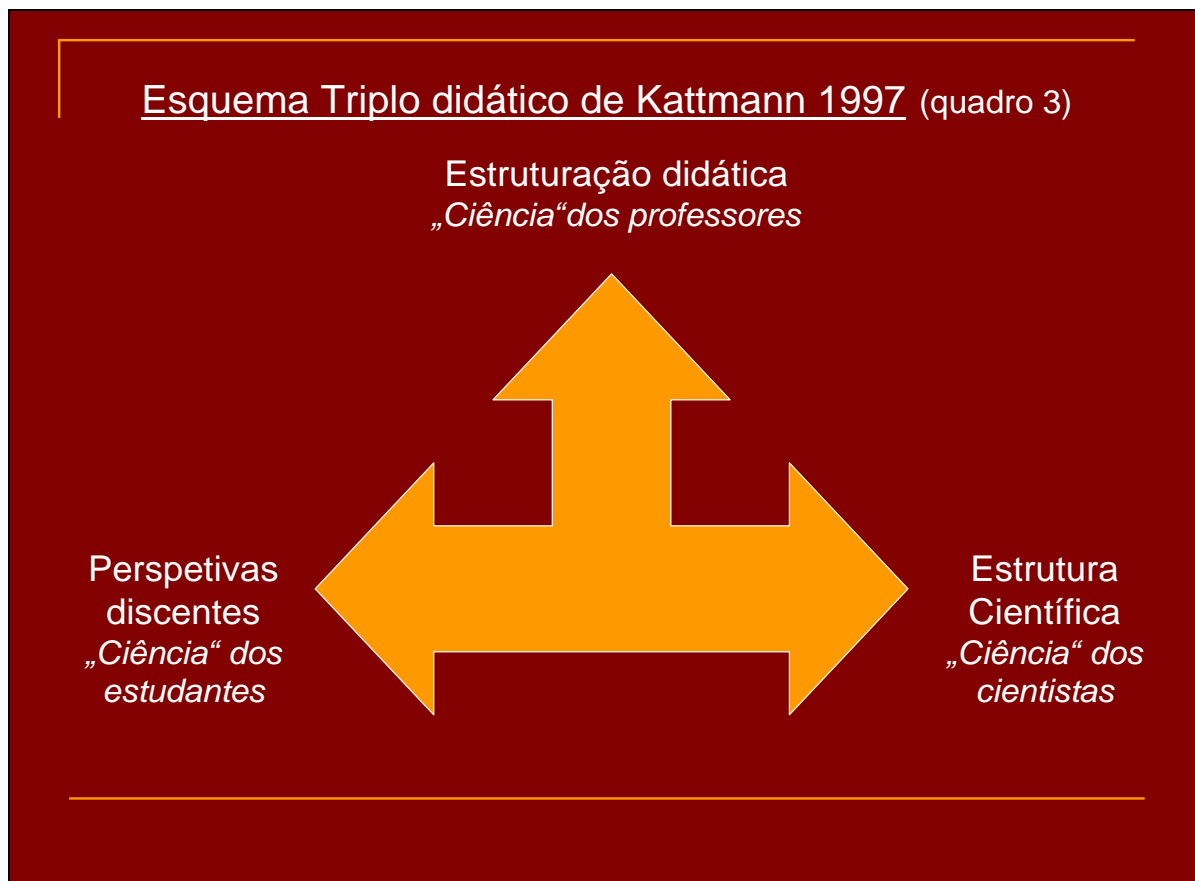 Esquema Triplo didático de Kattmann 1997 (quadro 3)
Estruturação didática
„Ciência“dos professores
Perspetivas
discentes
„Ciência“ dos
estudantes
Estrutura
Científica
„Ciência“ dos
cientistas